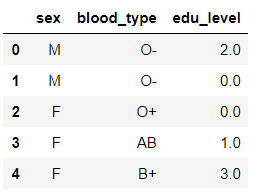 sex blood_type edu_level
0 M O- 2.0
1 M O- 0.0
2 F O+ 0.0
3 F AB 1.0
4 F B+ 3.0